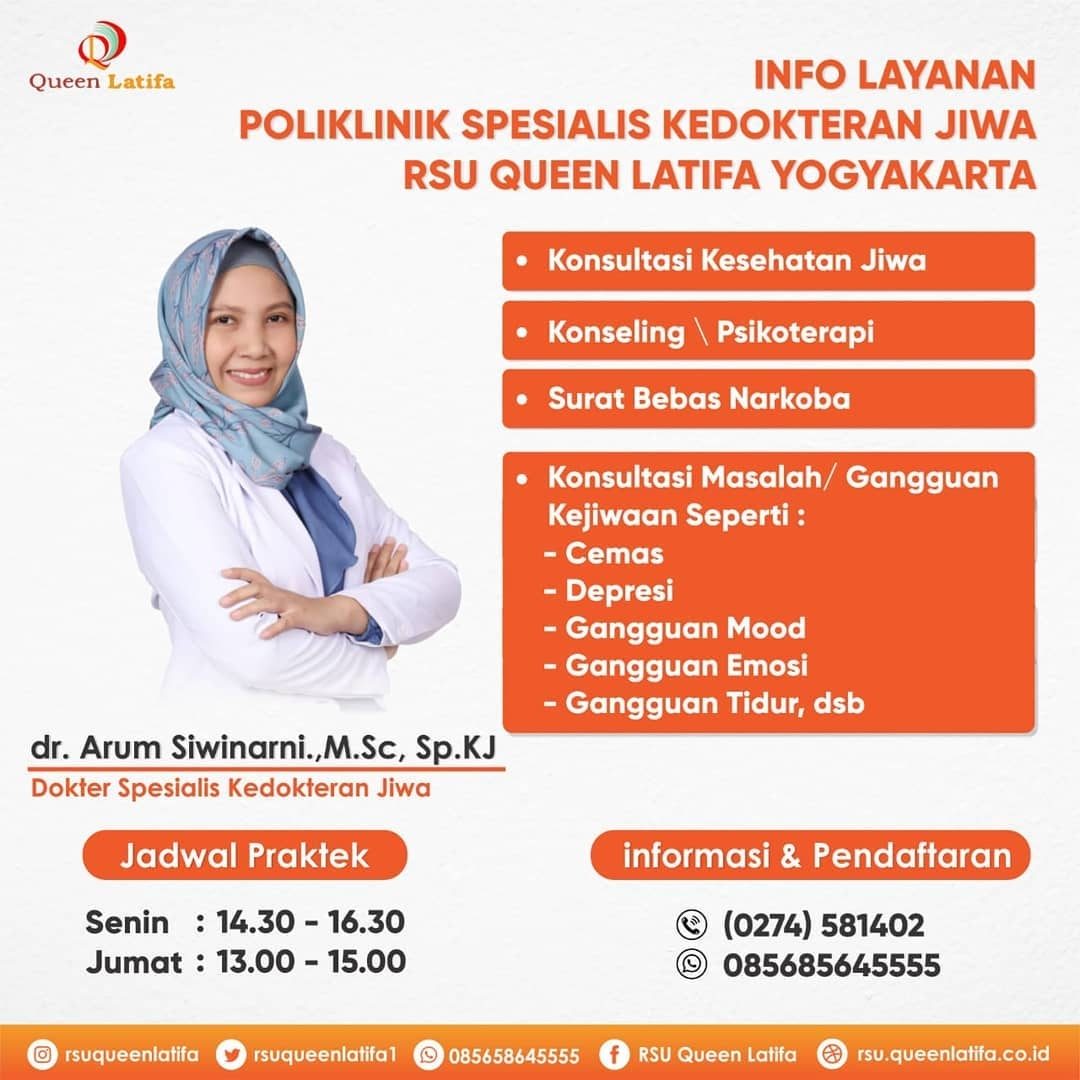 Queen Latifa
INFO LAYANAN
POLIKLINIK SPESIALIS KEDOKTERAN JIWA
RSU QUEEN LATIFA YOGYAKARTA
• Konsultasi Kesehatan Jiwa
• Konseling \ Psikoterapi
• Surat Bebas Narkoba
• Konsultasi Masalah/ Gangguan
Kejiwaan Seperti :
- Cemas
- Depresi
- Gangguan Mood
- Gangguan Emosi
- Gangguan Tidur, dsb
dr. Arum Siwinarni.,M.Sc, Sp.KJ
Dokter Spesialis Kedokteran Jiwa
Jadwal Praktek
Senin : 14.30 - 16.30
Jumat : 13.00 - 15.00
informasi & Pendaftaran
(0274) 581402
085685645555
rsuqueenlatifa rsuqueenlatifa1 085658645555 RSU Queen Latifa rsu.queenlatifa.co.id